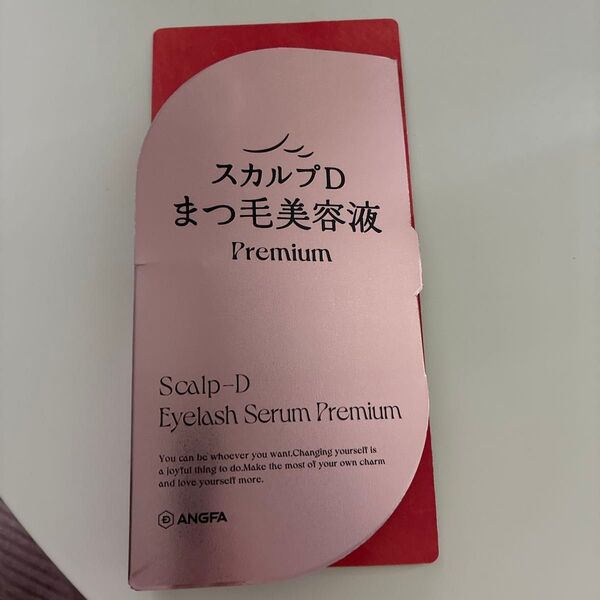 スカルプD
まつ毛美容液
Premium
Scalp-D
Eyelash Serum Premium
You can be whoever you want.Changing yourself is
a joyful thing to do.Make the most of your own charm
and love yourself more.
ANGFA